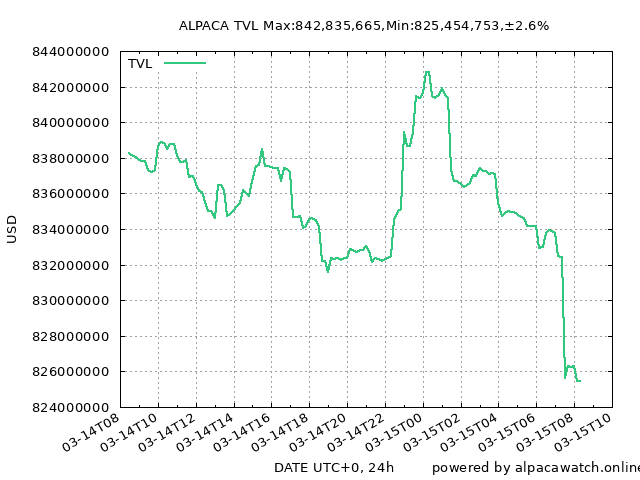 ALPACA TVL Max:842,835,665,Min:825,454,753,±2.6%
TVL
844000000
842000000
840000000
838000000
836000000
834000000
832000000
830000000
828000000
826000000
824000000
USD
03-14T08
03-14T10
03-14T12
03-14T14
03-14T16
03-14T18
03-14T20
03-14T22
03-15T00
03-15T02
03-15T04
03-15T06
03-15T08
03-15T10
DATE UTC+0, 24h
powered by alpacawatch.online